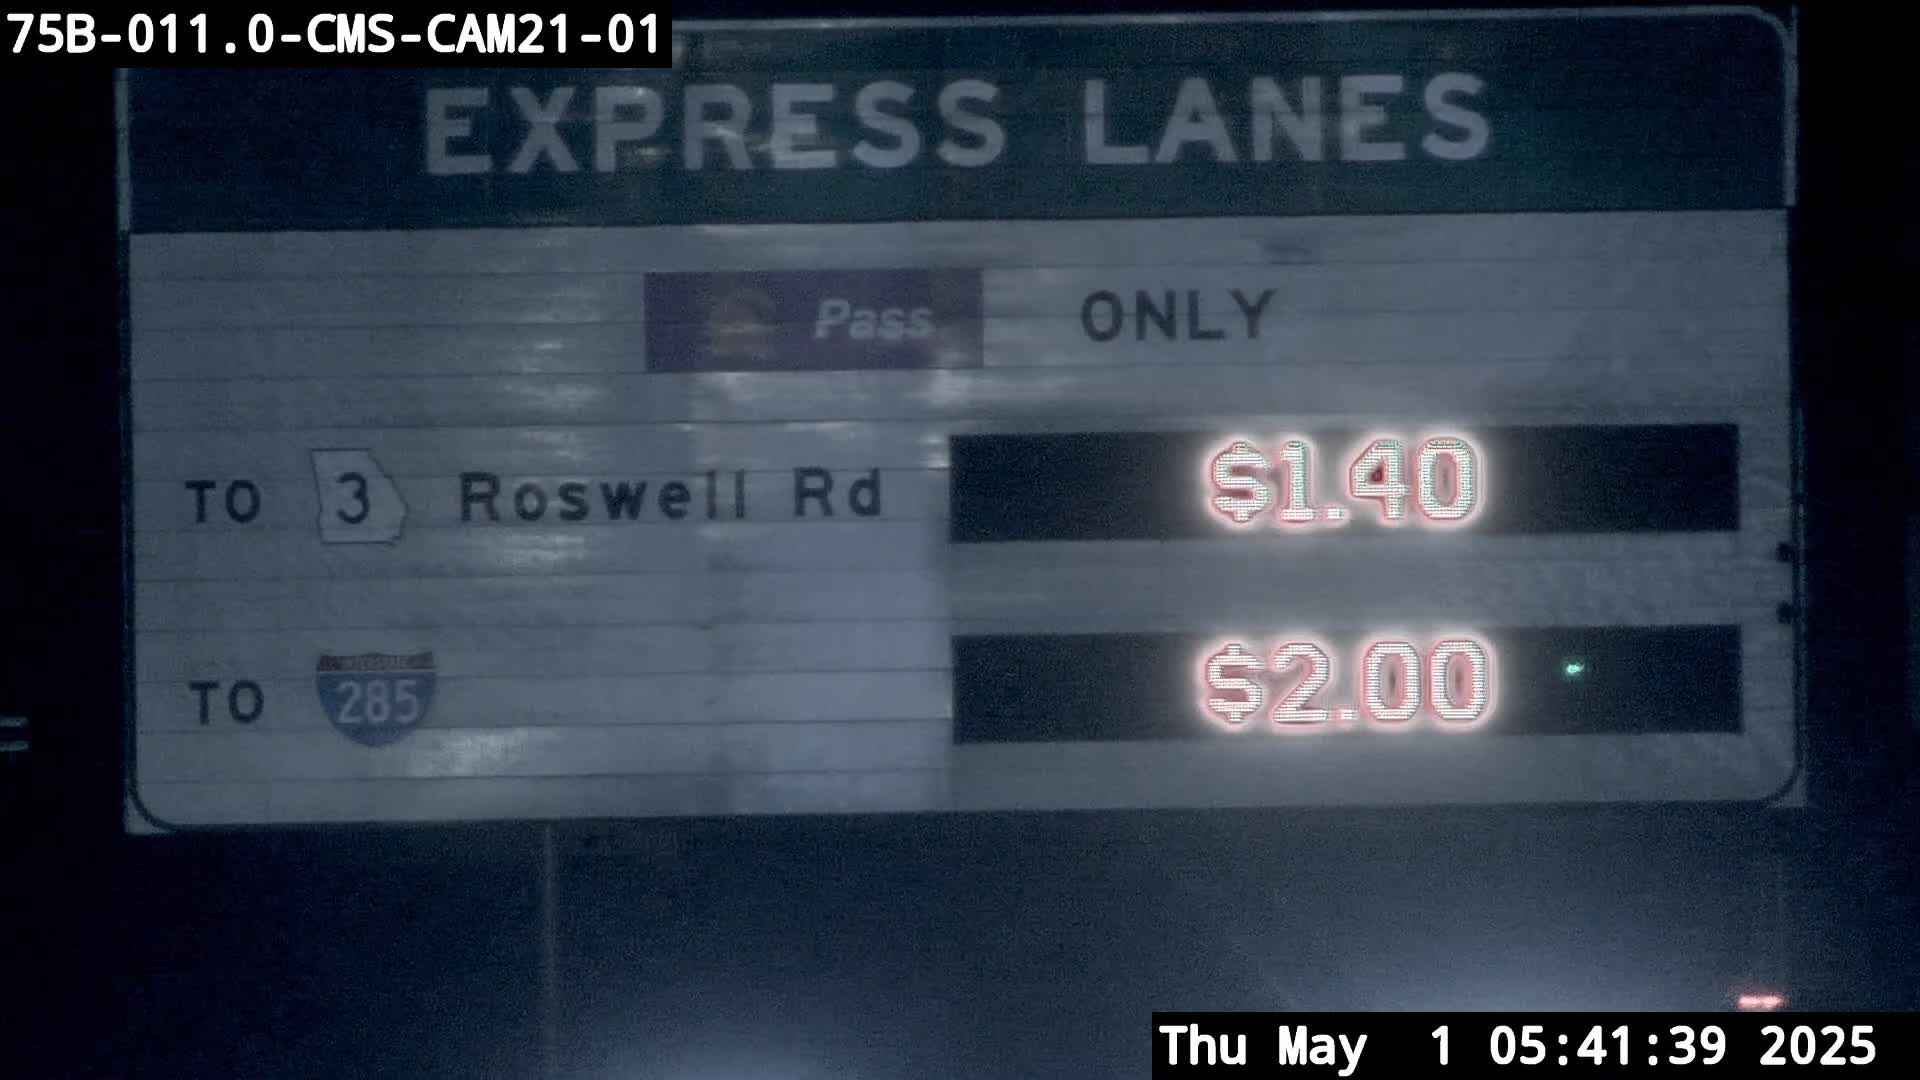 75B-011.0-CMS-CAM21-01
EXPRESS LANES
Pass ONLY
TO 3 Roswell Rd $1.40
TO 285 $2.00
Thu May 1 05:41:39 2025